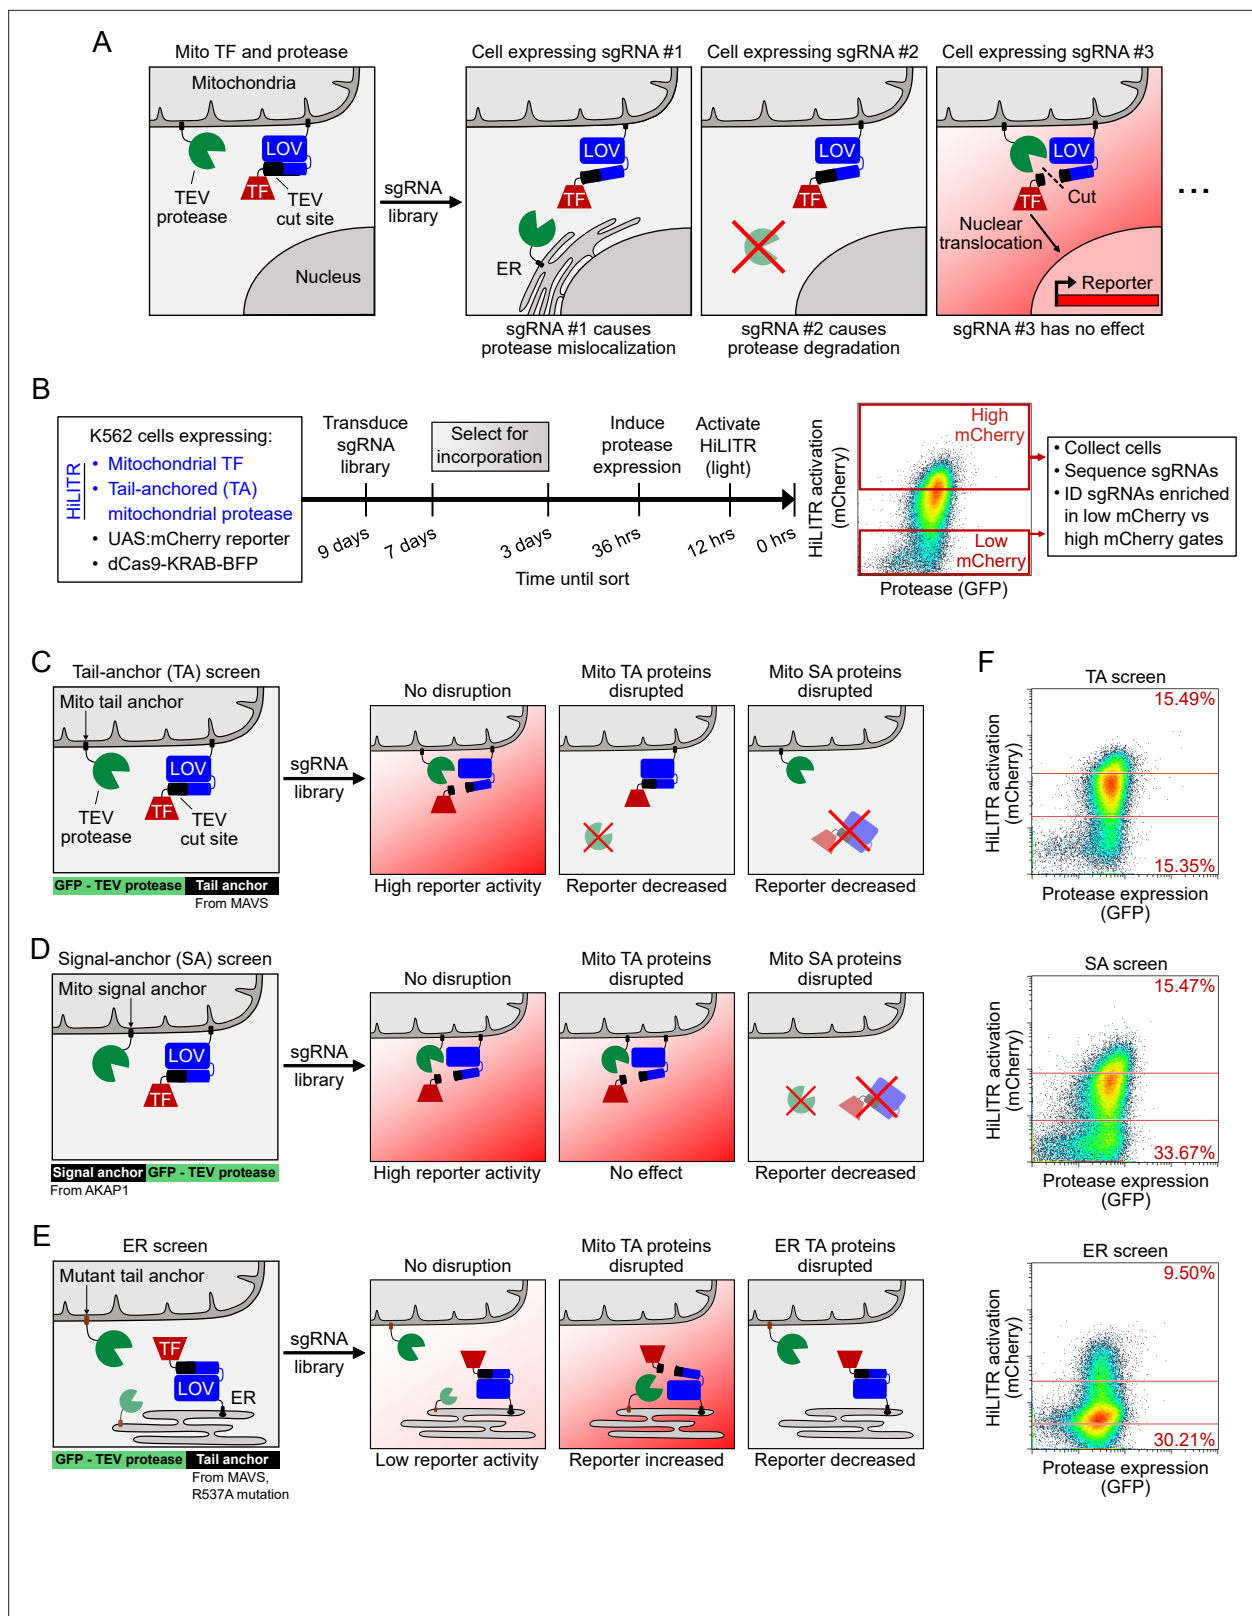 A
Mito TF and protease
Mitochondria
LOV
TF
TEV
protease
TEV
cut site
Nucleus
sgRNA
library
Cell expressing sgRNA #1
LOV
TF
ER
sgRNA #1 causes
protease mislocalization
Cell expressing sgRNA #2
LOV
TF
sgRNA #2 causes
protease degradation
Cell expressing sgRNA #3
LOV
TF
Cut
Nuclear
translocation
Reporter
sgRNA #3 has no effect
...
B
HiLITR
K562 cells expressing:
• Mitochondrial TF
• Tail-anchored (TA)
mitochondrial protease
• UAS:mCherry reporter
• dCas9-KRAB-BFP
Transduce
sgRNA
library
Select for
incorporation
Induce
protease
expression
Activate
HiLITR
(light)
9 days
7 days
3 days
36 hrs
12 hrs
0 hrs
Time until sort
HiLITR activation
(mCherry)
High
mCherry
Low
mCherry
Protease (GFP)
• Collect cells
• Sequence sgRNAs
• ID sgRNAs enriched
in low mCherry vs
high mCherry gates
C
Tail-anchor (TA) screen
Mito tail anchor
LOV
TF
TEV
protease
TEV
cut site
GFP - TEV protease
Tail anchor
From MAVS
sgRNA
library
No disruption
High reporter activity
Mito TA proteins
disrupted
Reporter decreased
Mito SA proteins
disrupted
Reporter decreased
F
TA screen
15.49%
15.35%
HiLITR activation
(mCherry)
Protease expression
(GFP)
D
Signal-anchor (SA) screen
Mito signal anchor
LOV
TF
Signal anchor
GFP - TEV protease
From AKAP1
sgRNA
library
No disruption
High reporter activity
Mito TA proteins
disrupted
No effect
Mito SA proteins
disrupted
Reporter decreased
SA screen
15.47%
33.67%
HiLITR activation
(mCherry)
Protease expression
(GFP)
E
ER screen
Mutant tail anchor
TF
LOV
ER
GFP - TEV protease
Tail anchor
From MAVS,
R537A mutation
sgRNA
library
No disruption
Low reporter activity
Mito TA proteins
disrupted
Reporter increased
ER TA proteins
disrupted
Reporter decreased
ER screen
9.50%
30.21%
HiLITR activation
(mCherry)
Protease expression
(GFP)